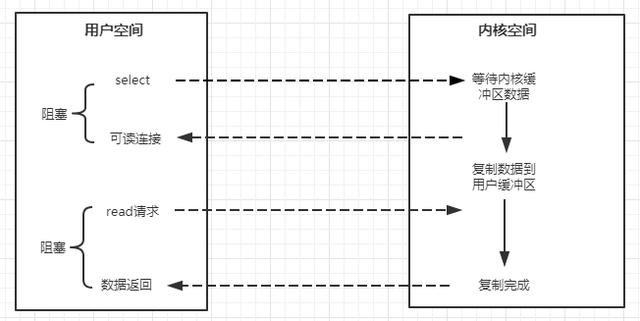 用户空间
内核空间
select
等待内核缓
冲区数据
阻塞
可读连接
复制数据到
用户缓冲区
read请求
阻塞
数据返回
复制完成